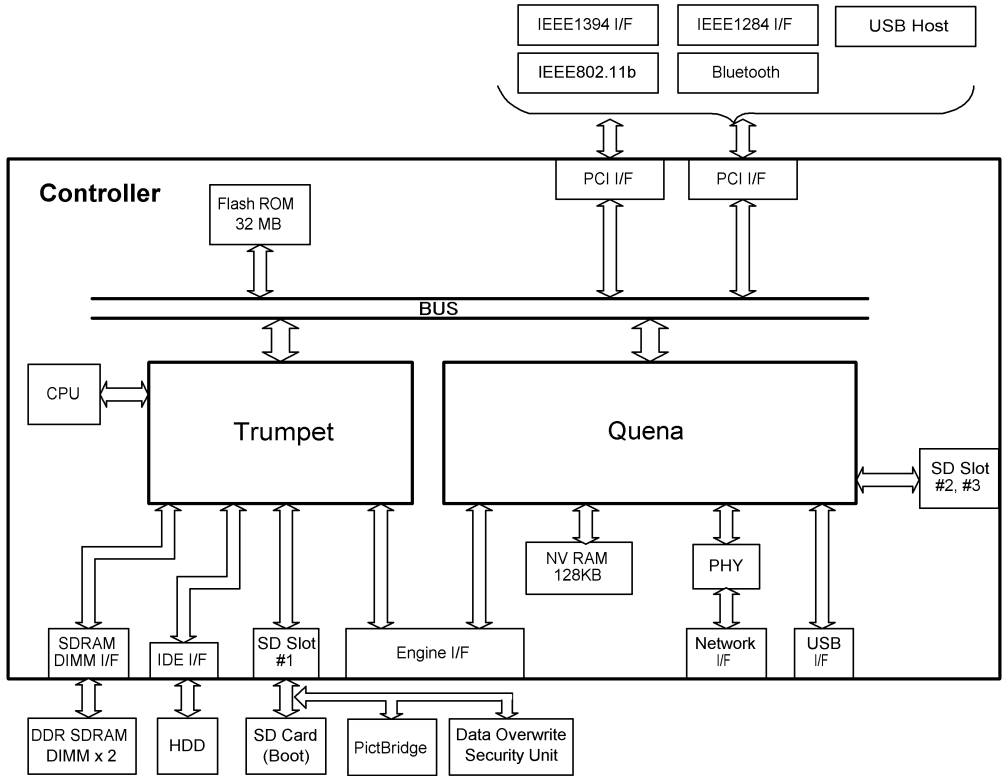 IEEE1394 I/F
IEEE1284 I/F
USB Host
IEEE802.11b
Bluetooth
Controller
PCI I/F
PCI I/F
Flash ROM
32 MB
BUS
CPU
Trumpet
Quena
SD Slot
#2, #3
NV RAM
128KB
PHY
SDRAM
DIMM I/F
IDE I/F
SD Slot
#1
Engine I/F
Network
I/F
USB
I/F
DDR SDRAM
DIMM x 2
HDD
SD Card
(Boot)
PictBridge
Data Overwrite
Security Unit